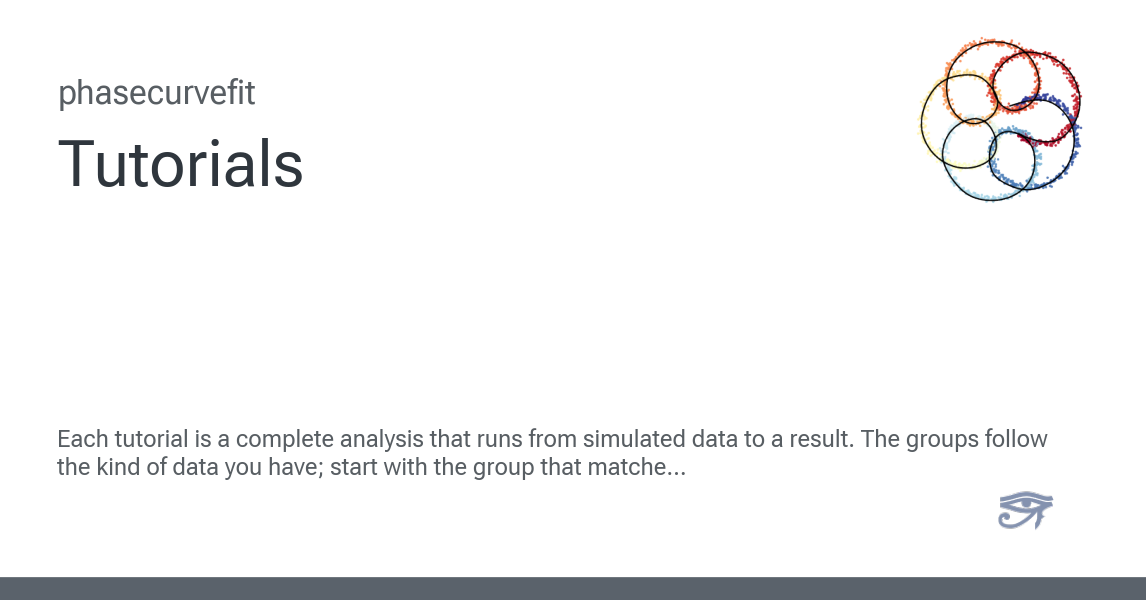 phasecurvefit
Tutorials
Each tutorial is a complete analysis that runs from simulated data to a result. The groups follow
the kind of data you have; start with the group that matche...